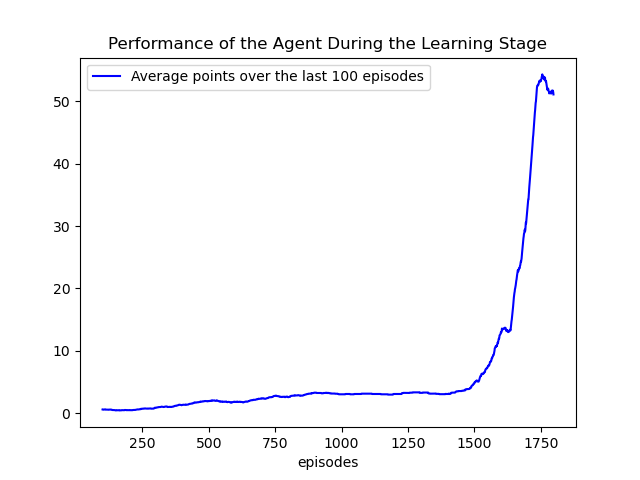 Performance of the Agent During the Learning Stage
Average points over the last 100 episodes
50
40
30
20
10
0
250 500 750 1000 1250 1500 1750
episodes